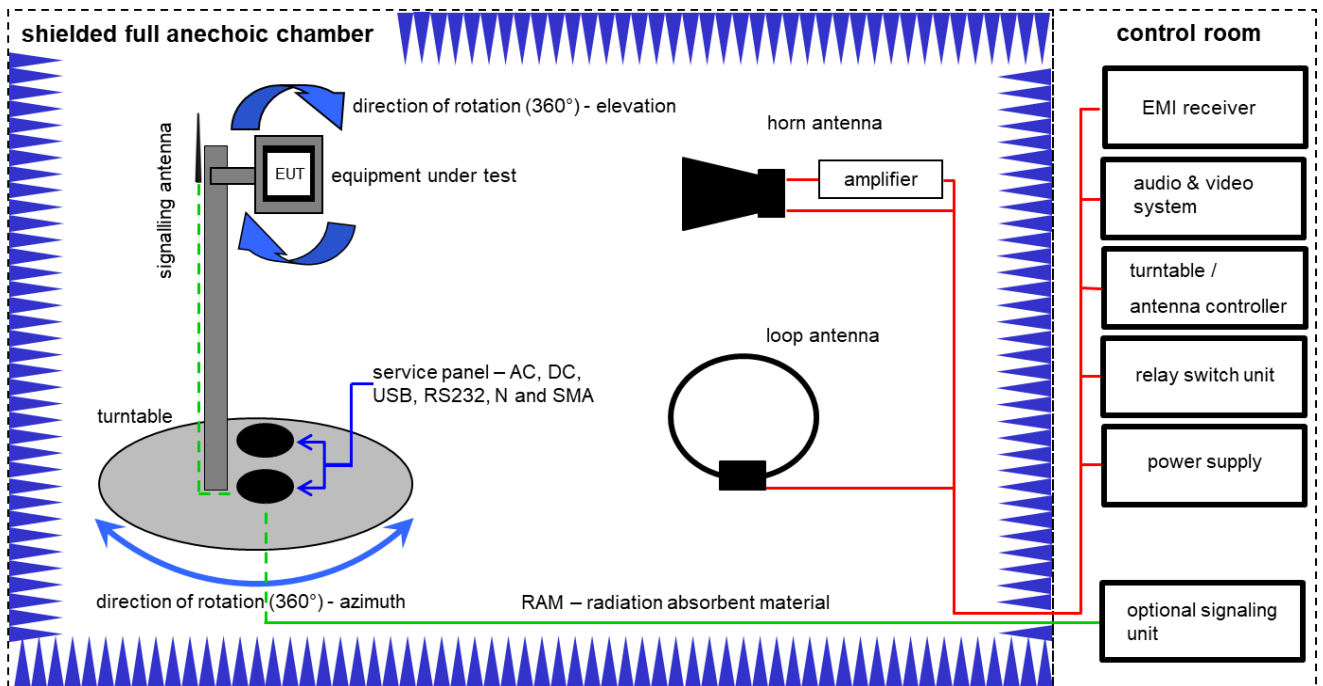 shielded full anechoic chamber
control room
direction of rotation (360°) - elevation
signalling antenna
EUT
equipment under test
horn antenna
amplifier
loop antenna
service panel – AC, DC,
USB, RS232, N and SMA
turntable
direction of rotation (360°) - azimuth
RAM – radiation absorbent material
EMI receiver
audio & video
system
turntable /
antenna controller
relay switch unit
power supply
optional signaling
unit